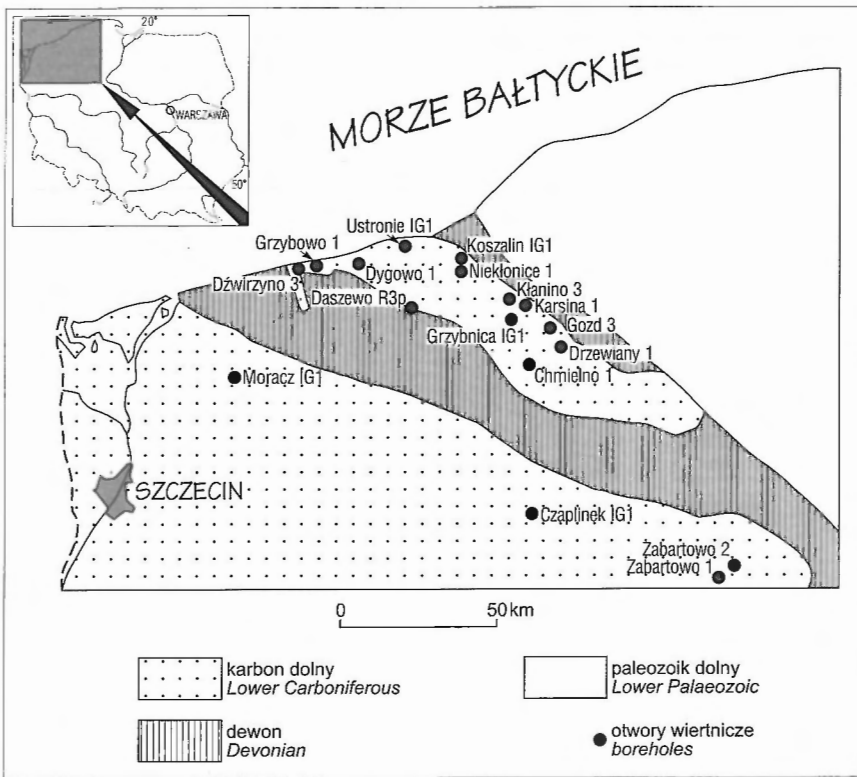 20°
WARSZAWA
50°
MORZE BAŁTYCKIE
Ustronie IG1
Grzybowo 1
Koszalin IG1
Dygowo 1
Niekłonice 1
Dźwirzyno 3
Kłanino 3
Daszewo R3p
Karsina 1
Grzybnica IG1
Gozd 3
Drzewiany 1
Chmielno 1
Moracz IG1
SZCZECIN
Czaplinek IG1
Zabartowo 2
Zabartowo 1
0 50 km
karbon dolny
Lower Carboniferous
paleozoik dolny
Lower Palaeozoic
dewon
Devonian
otwory wiertnicze
boreholes